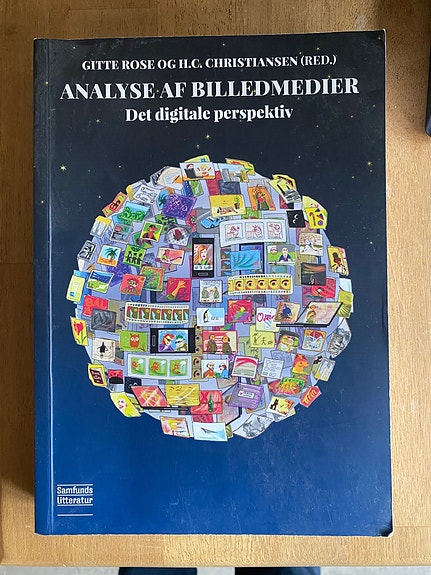 GITTE ROSE OG H.C. CHRISTIANSEN (RED.)
ANALYSE AF BILLEDMEDIER
Det digitale perspektiv
Samfunds
litteratur